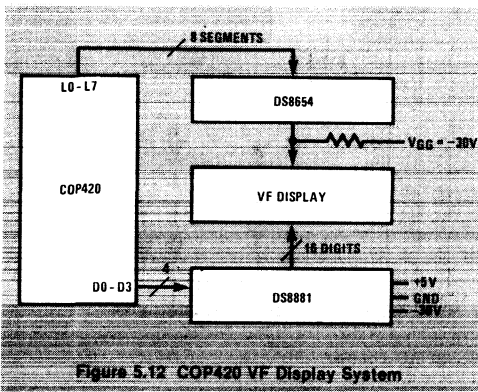 8 SEGMENTS
L0-L7
DS8654
VGG = -30V
COP420
VF DISPLAY
16 DIGITS
4
D0-D3
DS8881
+5V
GND
-30V
Figure 5.12 COP420 VF Display System